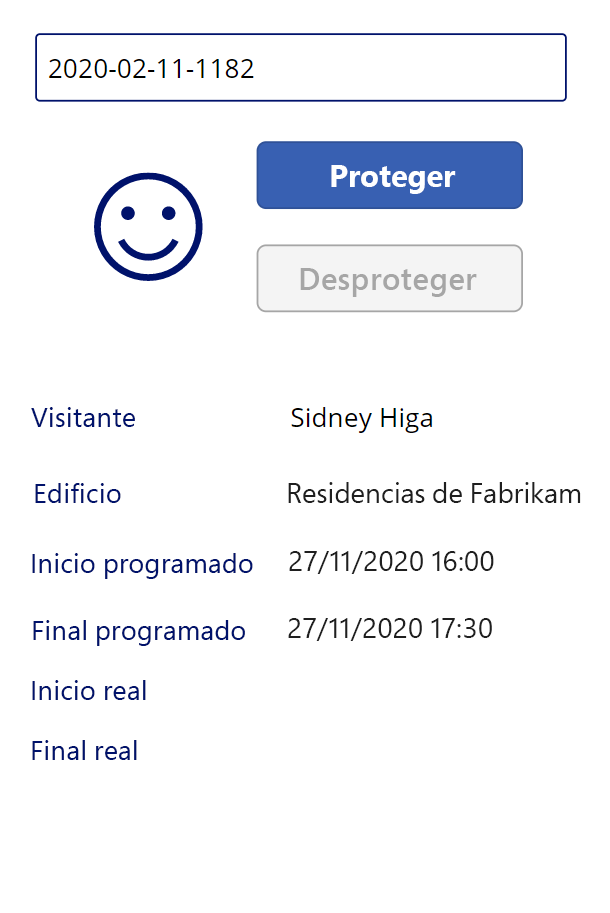 2020-02-11-1182
Proteger
Desproteger
Visitante Sidney Higa
Edificio Residencias de Fabrikam
Inicio programado 27/11/2020 16:00
Final programado 27/11/2020 17:30
Inicio real
Final real